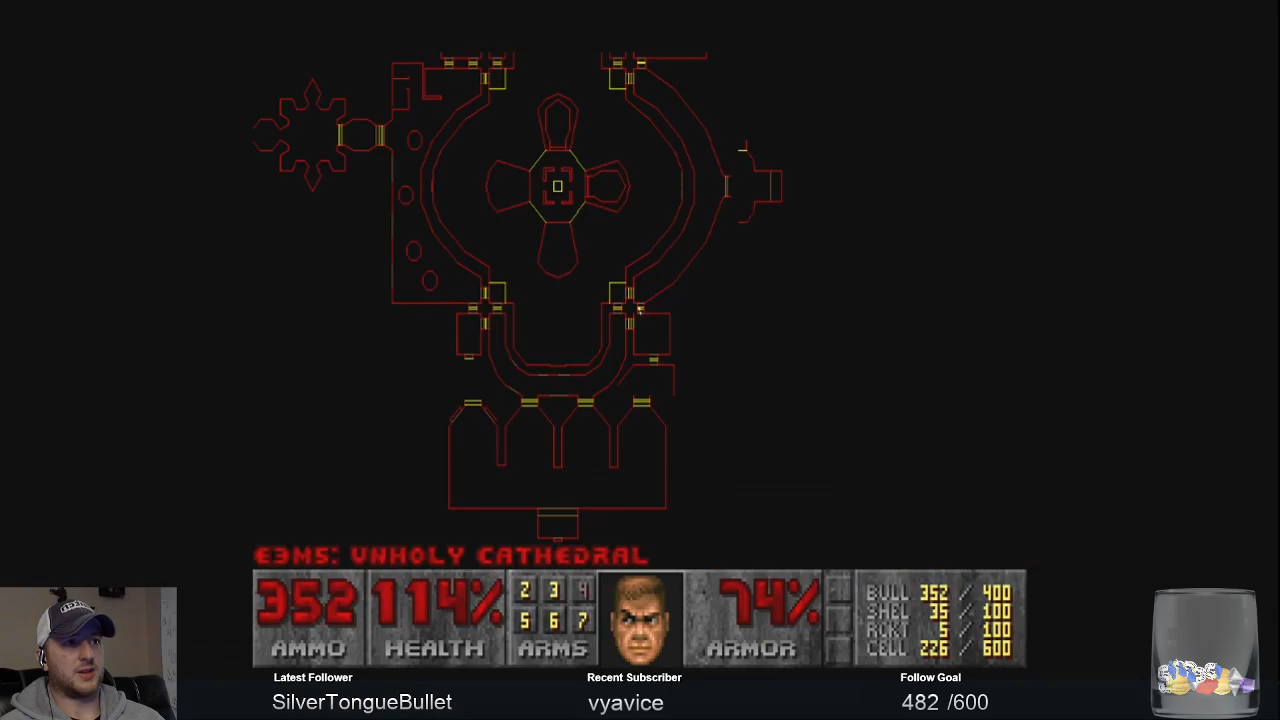 E3M5: UNHOLY CATHEDRAL
352 114% 2 3 4 74% BULL 352 / 400
SHEL 35 / 100
5 6 7 RCKT 5 / 100
AMMO HEALTH ARMS ARMOR CELL 226 / 600
Latest Follower Recent Subscriber Follow Goal
SilverTongueBullet vyavice 482 /600